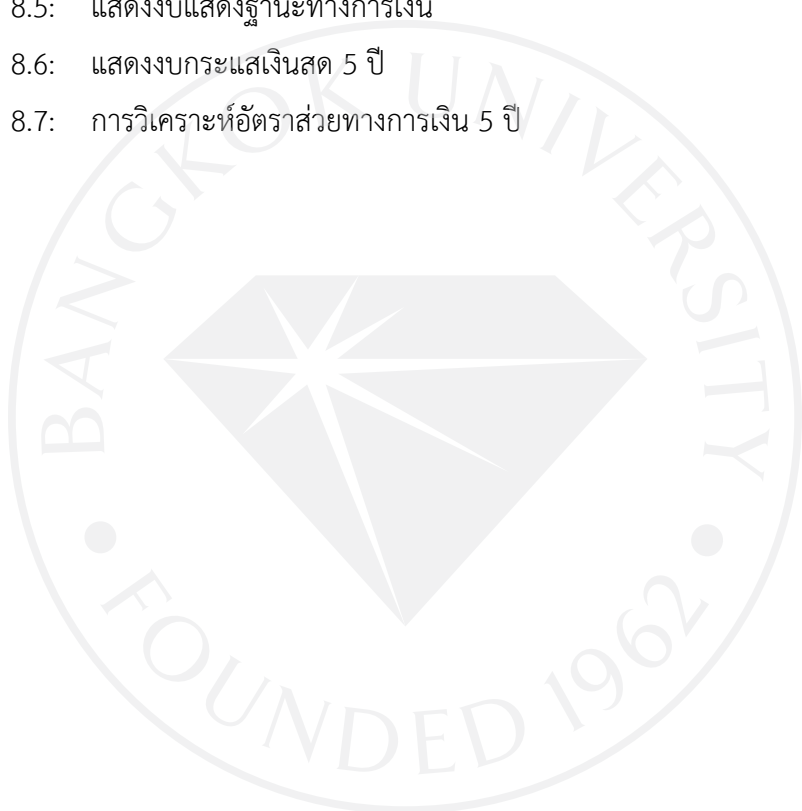 8.5: แสดงงบแสดงฐานะทางการเงิน
8.6: แสดงงบกระแสเงินสด 5 ปี
8.7: การวิเคราะห์อัตราส่วยทางการเงิน 5 ปี
BANGKOK UNIVERSITY
FOUNDED 1962